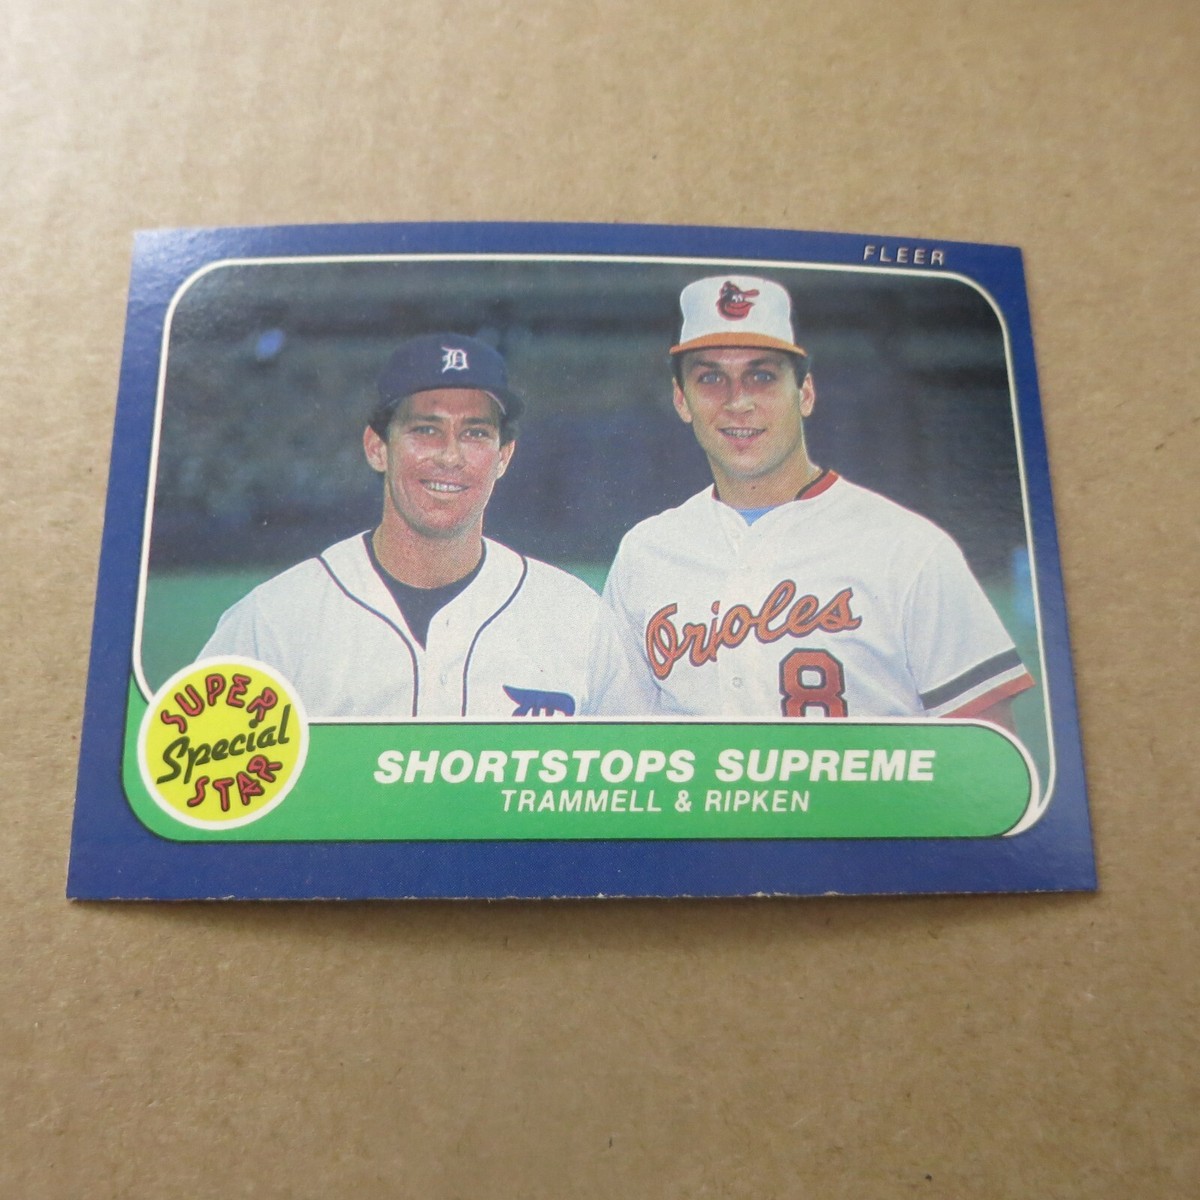 FLEER
D
Orioles
8
D
SUPER
Special
STAR
SHORTSTOPS SUPREME
TRAMMELL & RIPKEN